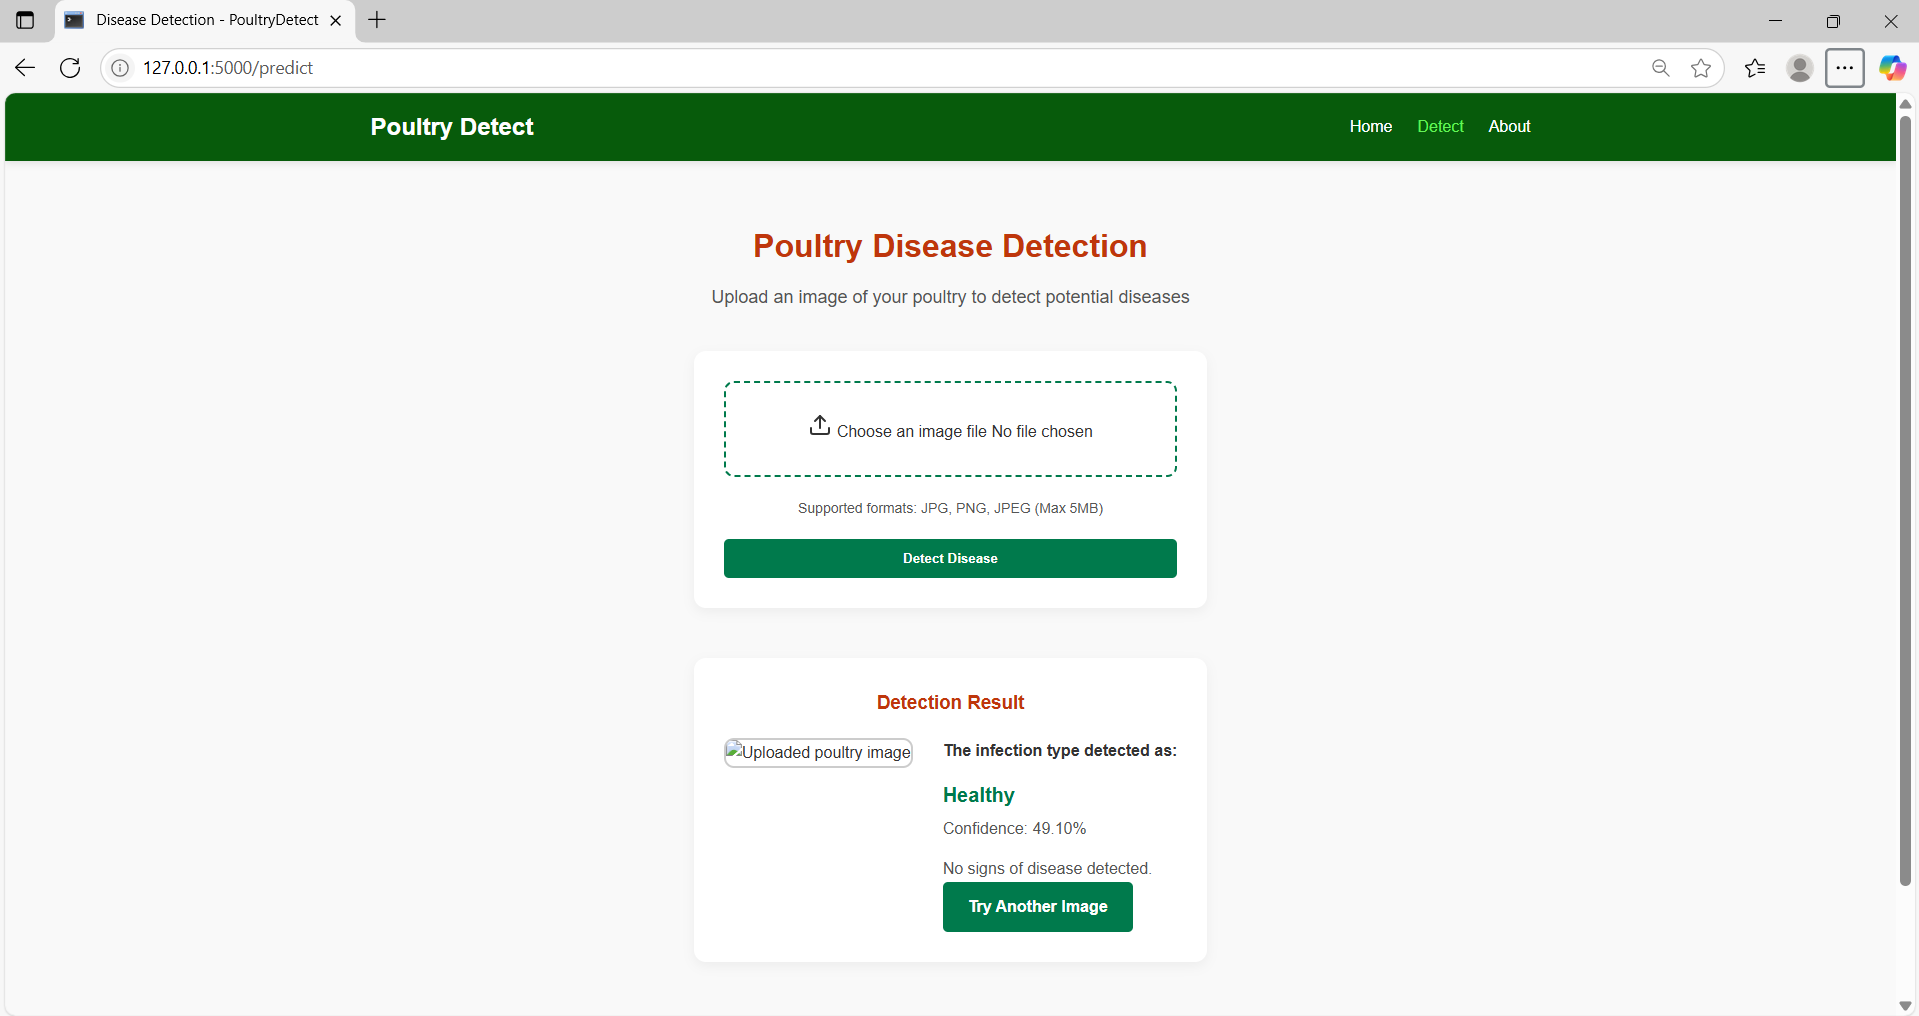 Disease Detection - PoultryDetect
127.0.0.1:5000/predict
Poultry Detect
Home Detect About
Poultry Disease Detection
Upload an image of your poultry to detect potential diseases
Choose an image file No file chosen
Supported formats: JPG, PNG, JPEG (Max 5MB)
Detect Disease
Detection Result
Uploaded poultry image
The infection type detected as:
Healthy
Confidence: 49.10%
No signs of disease detected.
Try Another Image